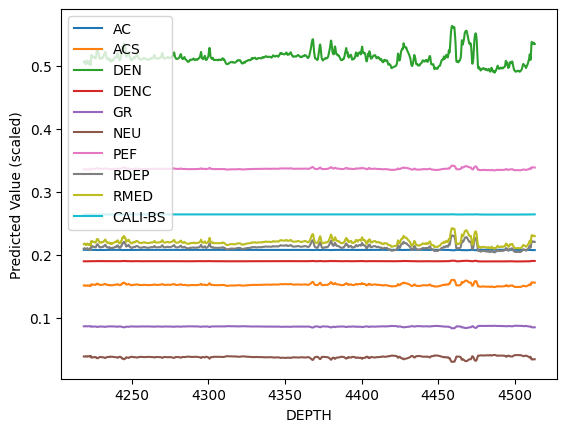 AC
ACS
DEN
DENC
GR
NEU
PEF
RDEP
RMED
CALI-BS
Predicted Value (scaled)
0.5
0.4
0.3
0.2
0.1
4250 4300 4350 4400 4450 4500
DEPTH